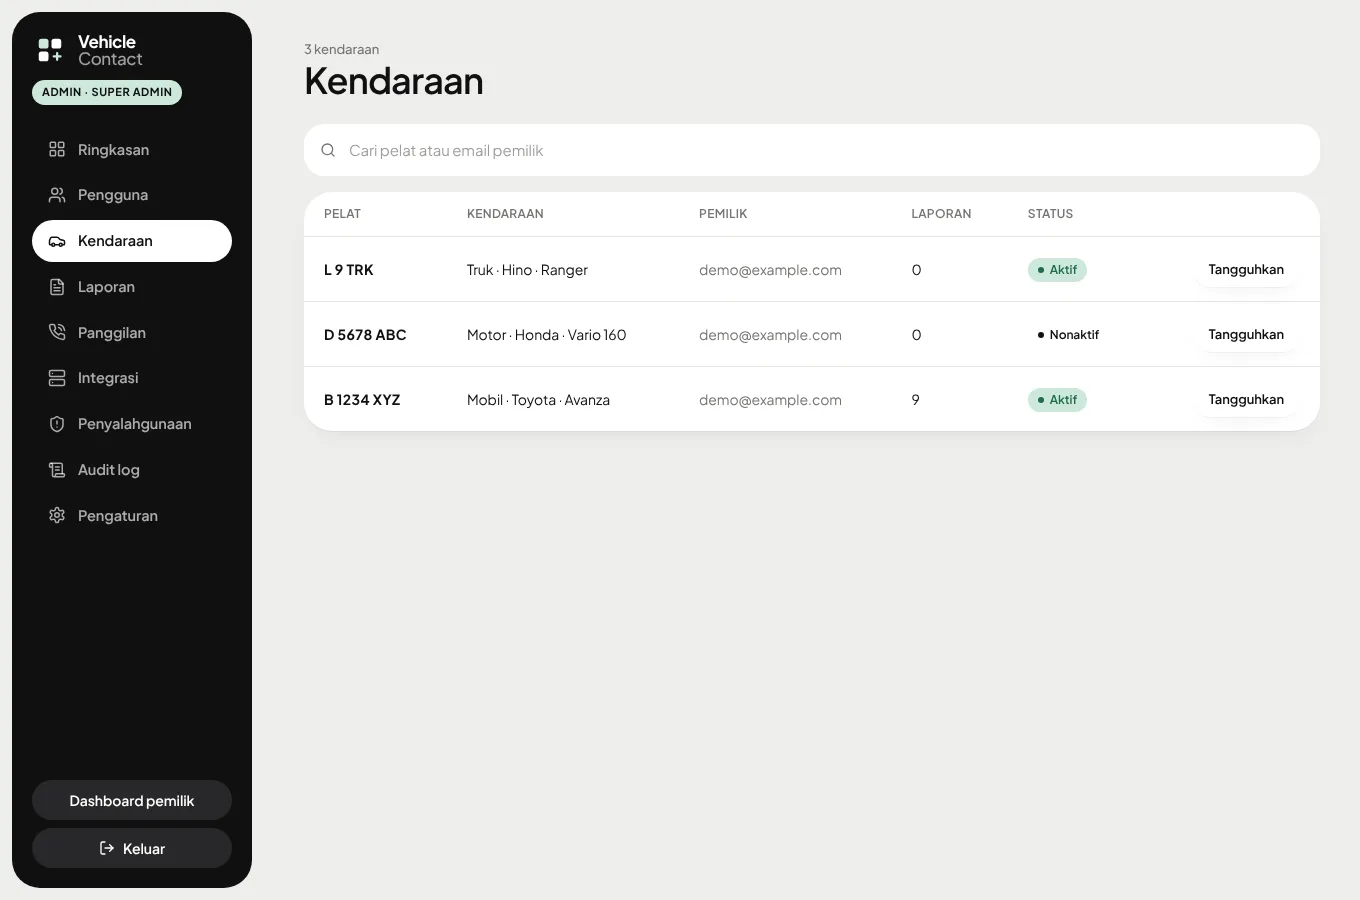 Vehicle
Contact
ADMIN · SUPER ADMIN
Ringkasan
Pengguna
Kendaraan
Laporan
Panggilan
Integrasi
Penyalahgunaan
Audit log
Pengaturan
Dashboard pemilik
Keluar
3 kendaraan
Kendaraan
Cari pelat atau email pemilik
PELAT KENDARAAN PEMILIK LAPORAN STATUS
L 9 TRK Truk · Hino · Ranger demo@example.com 0 Aktif Tangguhkan
D 5678 ABC Motor · Honda · Vario 160 demo@example.com 0 Nonaktif Tangguhkan
B 1234 XYZ Mobil · Toyota · Avanza demo@example.com 9 Aktif Tangguhkan